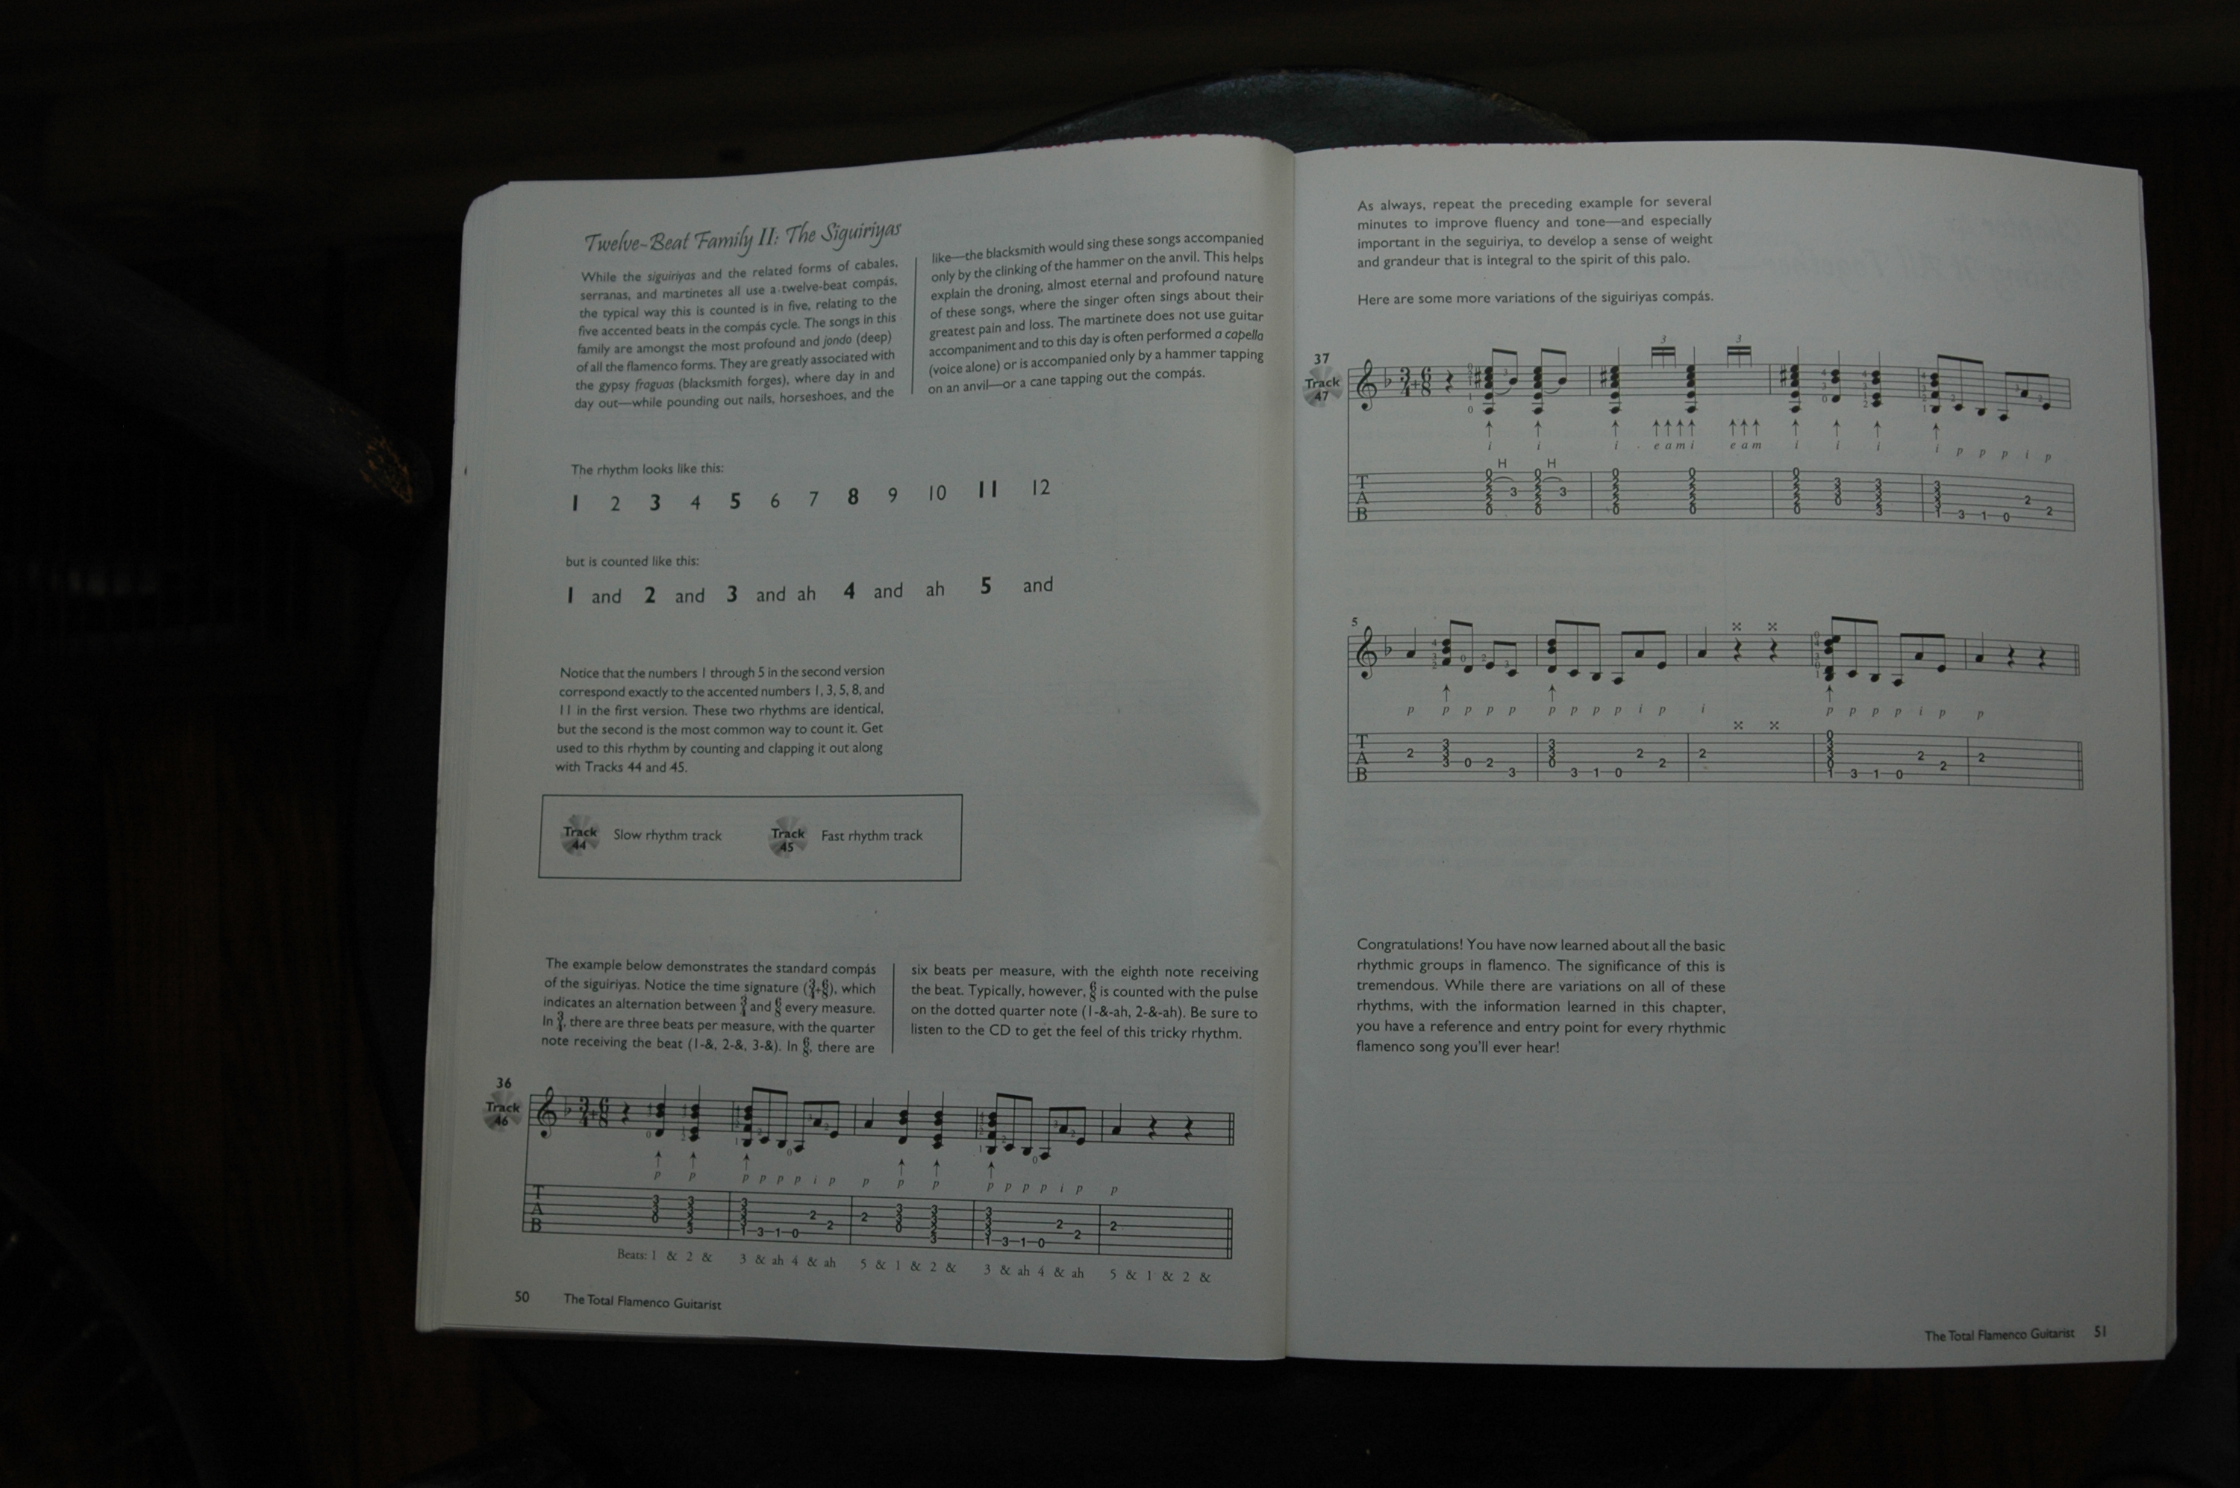 Twelve-Beat Family II: The Siguiriyas
While the siguiriyas and the related forms of cabales,
serranas, and martinetes all use a twelve-beat compás,
the typical way this is counted is in five, relating to the
five accented beats in the compás cycle. The songs in this
family are amongst the most profound and jondo (deep)
of all the flamenco forms. They are greatly associated with
the gypsy fraguas (blacksmith forges), where day in and
day out—while pounding out nails, horseshoes, and the
like—the blacksmith would sing these songs accompanied
only by the clinking of the hammer on the anvil. This helps
explain the droning, almost eternal and profound nature
of these songs, where the singer often sings about their
greatest pain and loss. The martinete does not use guitar
accompaniment and to this day is often performed a capella
(voice alone) or is accompanied only by a hammer tapping
on an anvil—or a cane tapping out the compás.
The rhythm looks like this:
1 2 3 4 5 6 7 8 9 10 11 12
but is counted like this:
1 and 2 and 3 and ah 4 and ah 5 and
Notice that the numbers 1 through 5 in the second version
correspond exactly to the accented numbers 1, 3, 5, 8, and
11 in the first version. These two rhythms are identical,
but the second is the most common way to count it. Get
used to this rhythm by counting and clapping it out along
with Tracks 44 and 45.
Track 44 Slow rhythm track Track 45 Fast rhythm track
The example below demonstrates the standard compás
of the siguiriyas. Notice the time signature (3/4+6/8), which
indicates an alternation between 3/4 and 6/8 every measure.
In 3/4, there are three beats per measure, with the quarter
note receiving the beat (1-&, 2-&, 3-&). In 6/8, there are
six beats per measure, with the eighth note receiving
the beat. Typically, however, 6/8 is counted with the pulse
on the dotted quarter note (1-&-ah, 2-&-ah). Be sure to
listen to the CD to get the feel of this tricky rhythm.
36
Track 46
3/4+6/8
p p p p p p i p p p p p p p p i p p
T
A
B
Beats: 1 & 2 & 3 & ah 4 & ah 5 & 1 & 2 & 3 & ah 4 & ah 5 & 1 & 2 &
50 The Total Flamenco Guitarist
As always, repeat the preceding example for several
minutes to improve fluency and tone—and especially
important in the seguiriya, to develop a sense of weight
and grandeur that is integral to the spirit of this palo.
Here are some more variations of the siguiriyas compás.
37
Track 47
3/4+6/8
3 3
i i i e a m i e a m i i i i p p p i p
H H
T
A
B
5
p p p p p p p p p i p i p p p p i p p
T
A
B
Congratulations! You have now learned about all the basic
rhythmic groups in flamenco. The significance of this is
tremendous. While there are variations on all of these
rhythms, with the information learned in this chapter,
you have a reference and entry point for every rhythmic
flamenco song you'll ever hear!
The Total Flamenco Guitarist 51